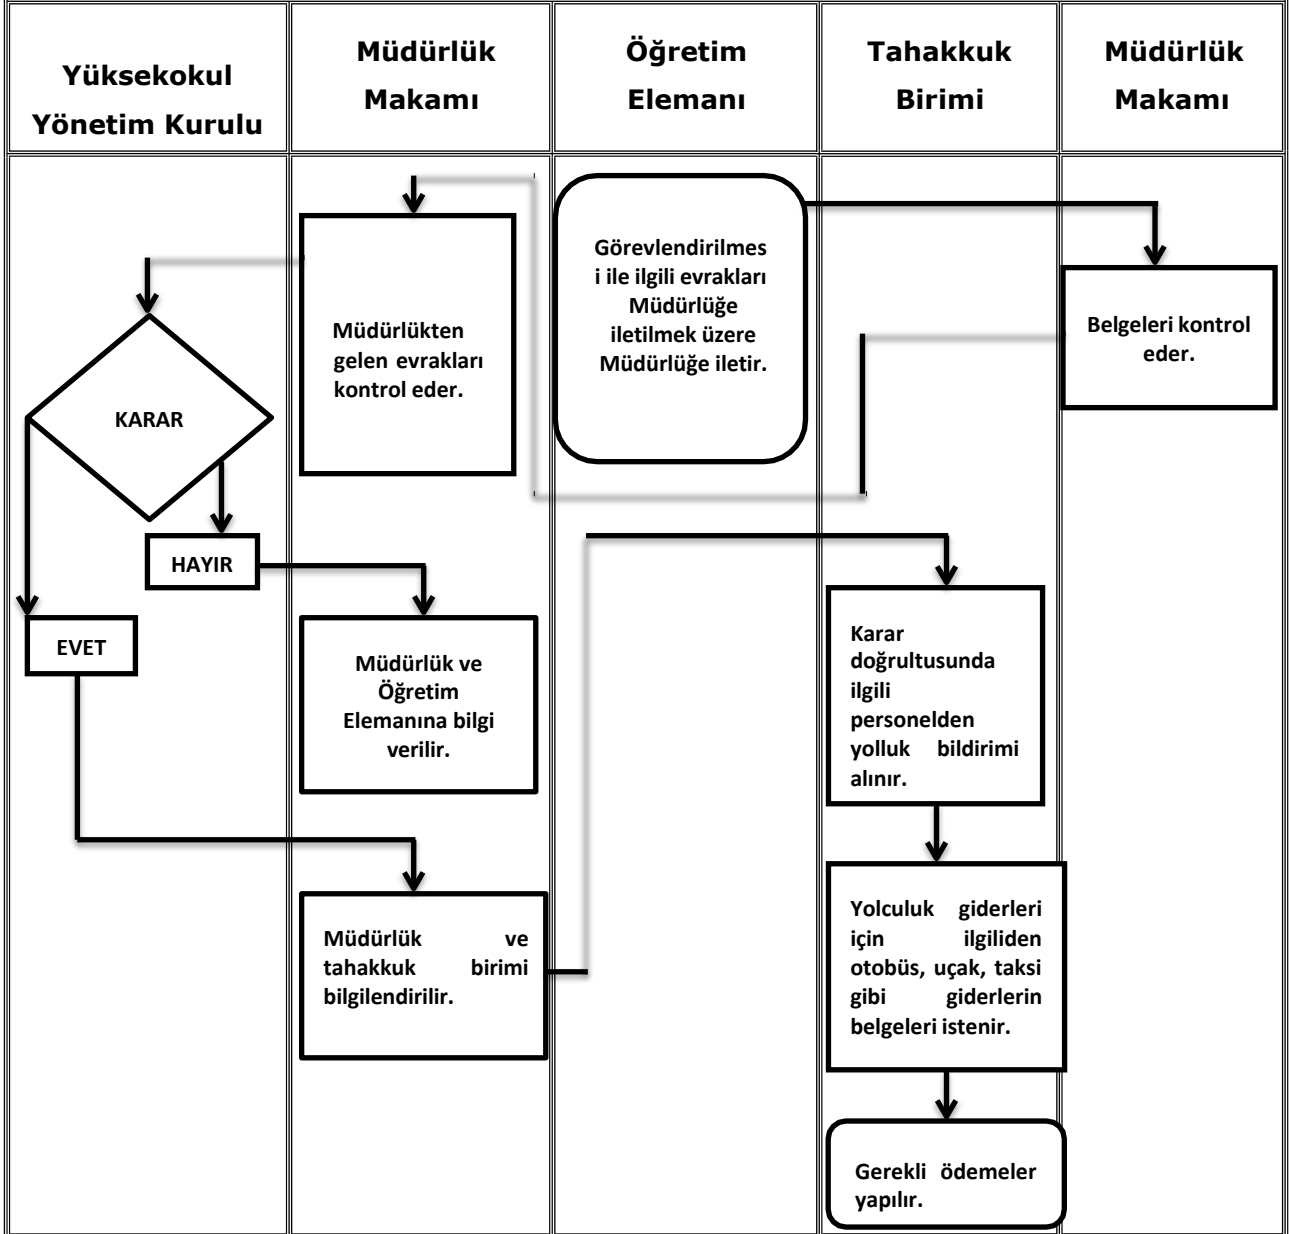 Yüksekokul
Yönetim Kurulu
Müdürlük
Makamı
Öğretim
Elemanı
Tahakkuk
Birimi
Müdürlük
Makamı
Görevlendirilmes
i ile ilgili evrakları
Müdürlüğe
iletilmek üzere
Müdürlüğe iletir.
Belgeleri kontrol
eder.
Müdürlükten
gelen evrakları
kontrol eder.
KARAR
HAYIR
EVET
Müdürlük ve
Öğretim
Elemanına bilgi
verilir.
Karar
doğrultusunda
ilgili
personelden
yolluk bildirimi
alınır.
Müdürlük ve
tahakkuk birimi
bilgilendirilir.
Yolculuk giderleri
için ilgiliden
otobüs, uçak, taksi
gibi giderlerin
belgeleri istenir.
Gerekli ödemeler
yapılır.